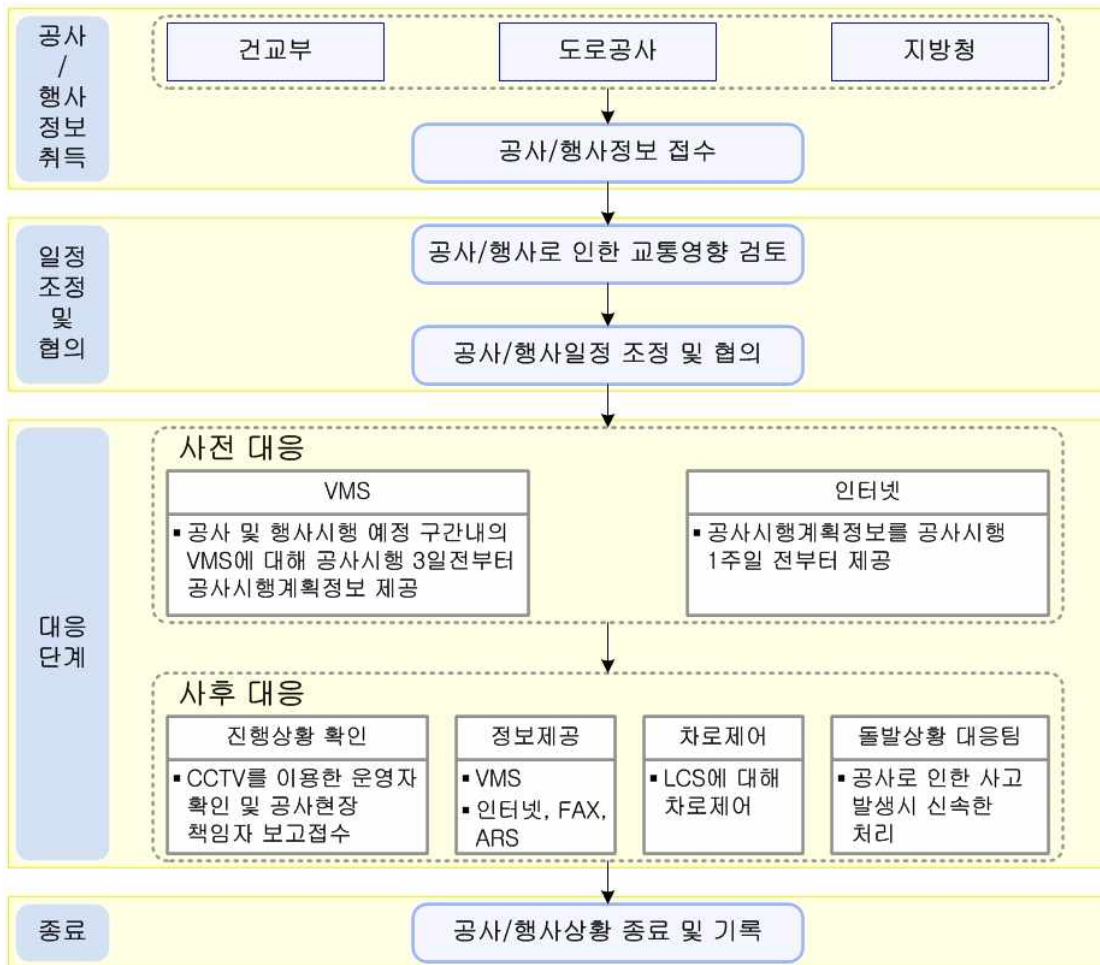 공사
/
행사
정보
취득
건교부
도로공사
지방청
공사/행사정보 접수
일정
조정
및
협의
공사/행사로 인한 교통영향 검토
공사/행사일정 조정 및 협의
대응
단계
사전 대응
VMS
▪ 공사 및 행사시행 예정 구간내의
VMS에 대해 공사시행 3일전부터
공사시행계획정보 제공
인터넷
▪ 공사시행계획정보를 공사시행
1주일 전부터 제공
사후 대응
진행상황 확인
▪ CCTV를 이용한 운영자
확인 및 공사현장
책임자 보고접수
정보제공
▪ VMS
▪ 인터넷, FAX,
ARS
차로제어
▪ LCS에 대해
차로제어
돌발상황 대응팀
▪ 공사로 인한 사고
발생시 신속한
처리
종료
공사/행사상황 종료 및 기록